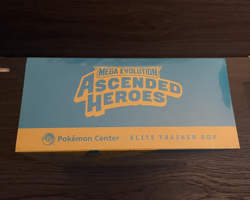 MEGA EVOLUTION
ASCENDED
HEROES
Pokémon Center ELITE TRAINER BOX